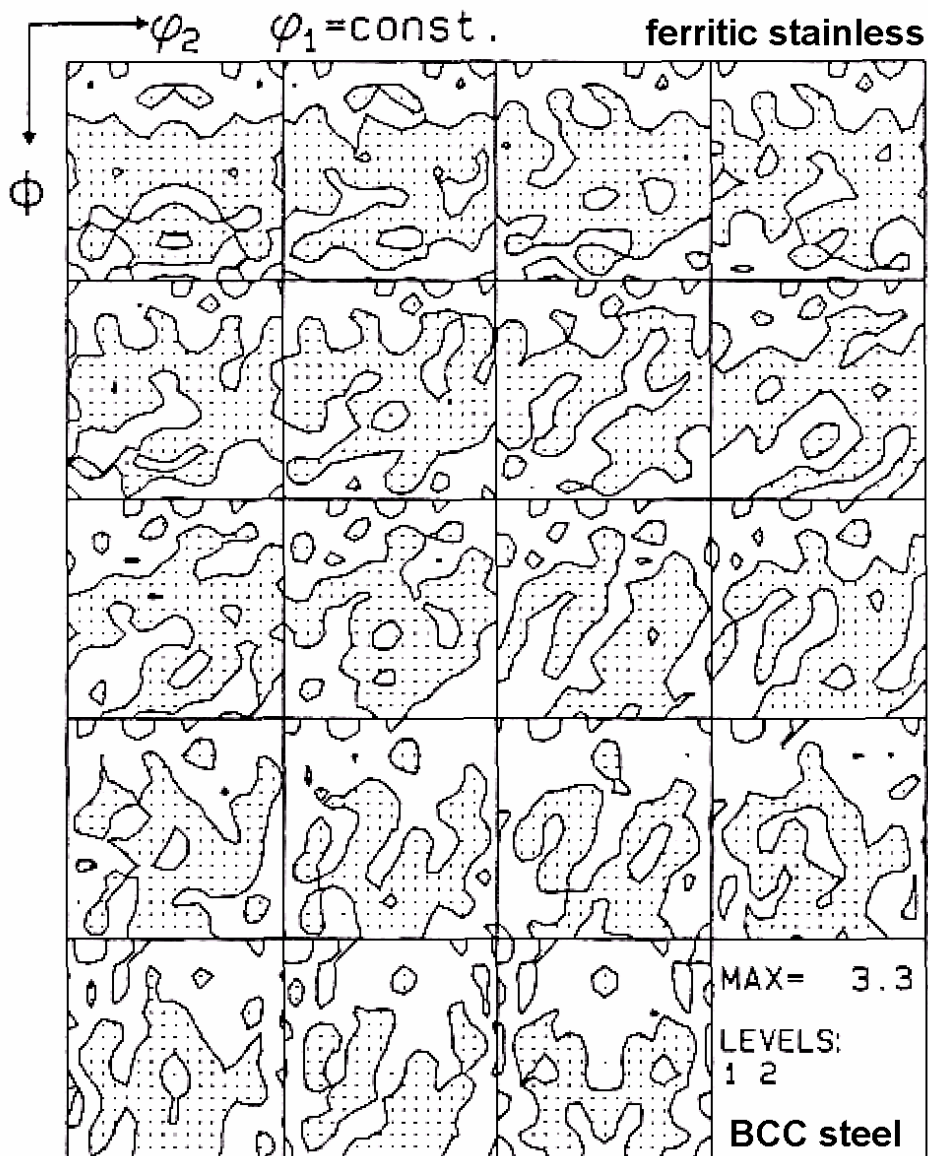 φ₂ φ₁=const. ferritic stainless
Φ
MAX= 3.3
LEVELS:
1 2
BCC steel